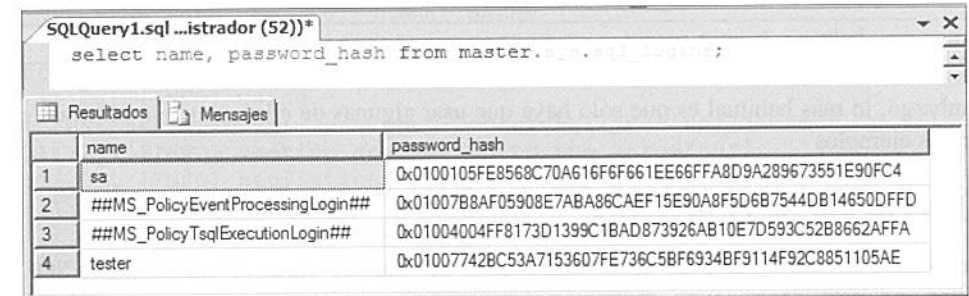 SQLQuery1.sql ...istrador (52))*
select name, password_hash from master.
Resultados Mensajes
name password_hash
1 sa 0x0100105FE8568C70A616F6F661EE66FFA8D9A289673551E90FC4
2 ##MS_PolicyEventProcessingLogin## 0x01007B8AF05908E7ABA86CAEF15E90A8F5D6B7544DB14650DFFD
3 ##MS_PolicyTsqlExecutionLogin## 0x01004004FF8173D1399C1BAD873926AB10E7D593C52B8662AFFA
4 tester 0x01007742BC53A7153607FE736C5BF6934BF9114F92C8851105AE